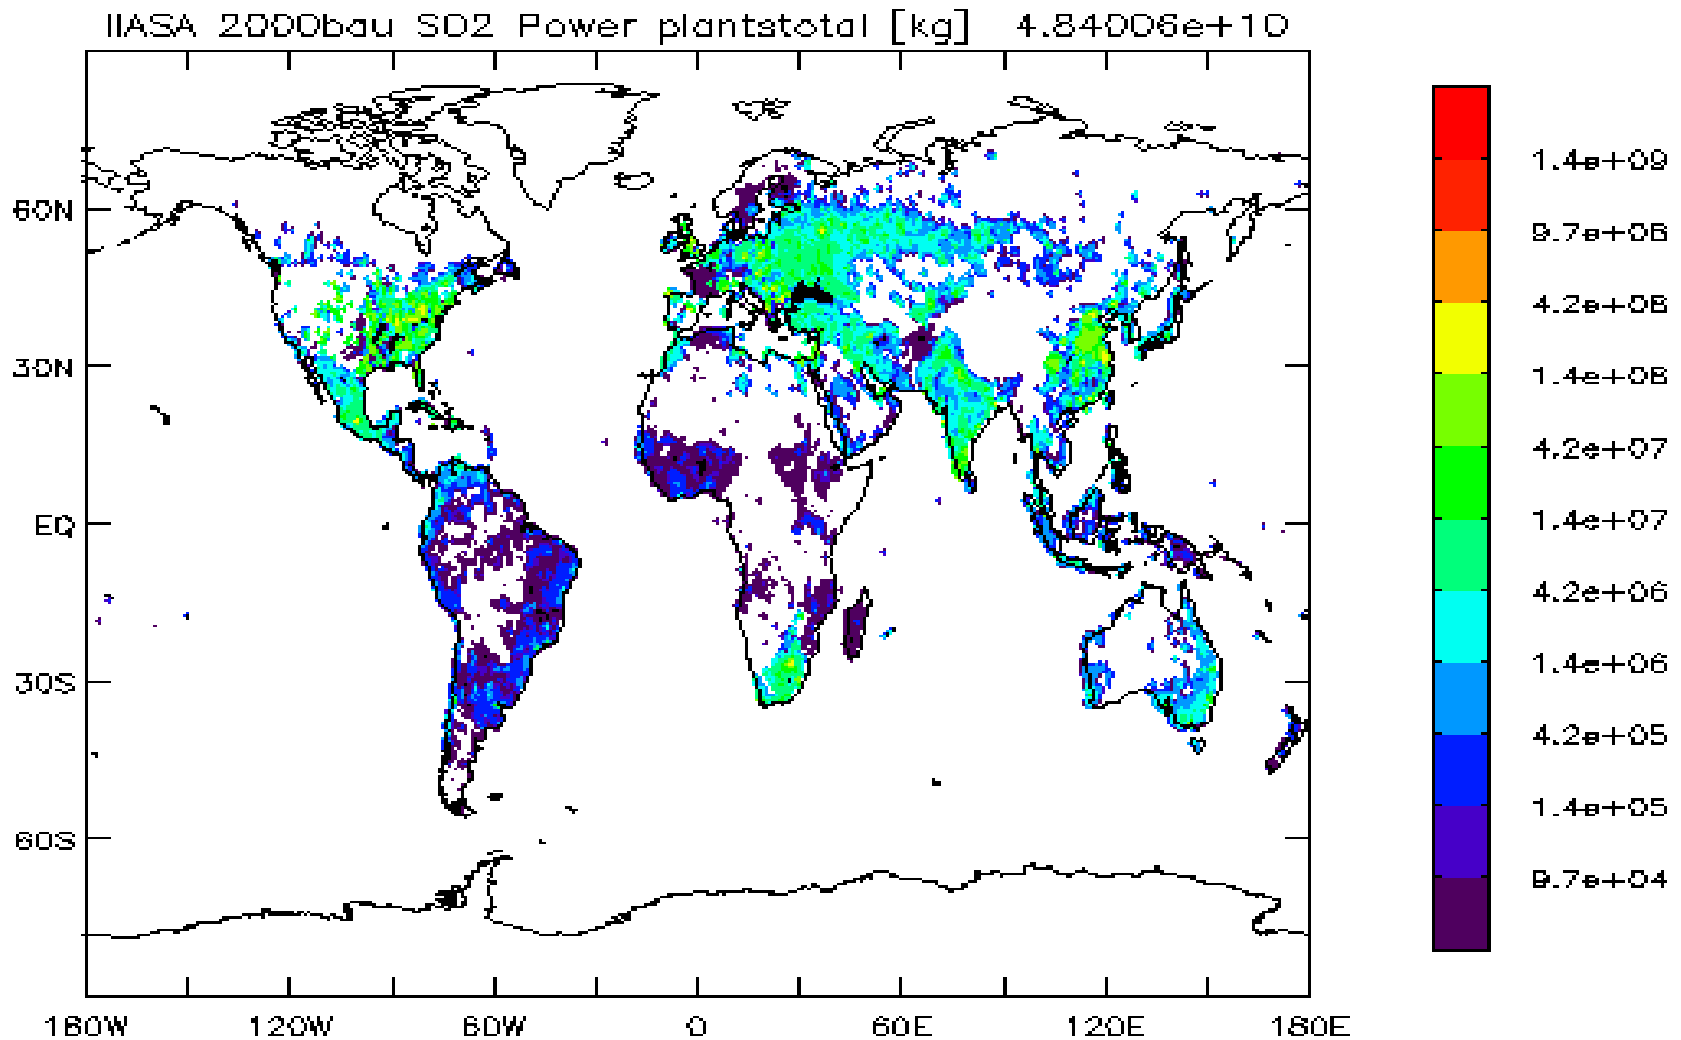 IIASA 2000bau SO2 Power plantstotal [kg] 4.84006e+10
60N
30N
EQ
30S
60S
180W 120W 60W 0 60E 120E 180E
1.4e+09
9.7e+08
4.2e+08
1.4e+08
4.2e+07
1.4e+07
4.2e+06
1.4e+06
4.2e+05
1.4e+05
9.7e+04